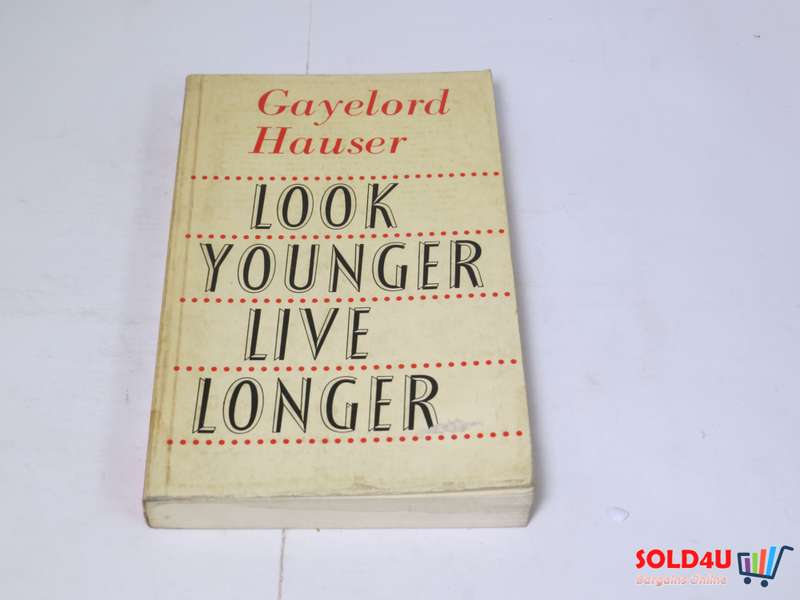 Gayelord
Hauser
LOOK
YOUNGER
LIVE
LONGER
SOLD4U
Bargains Online